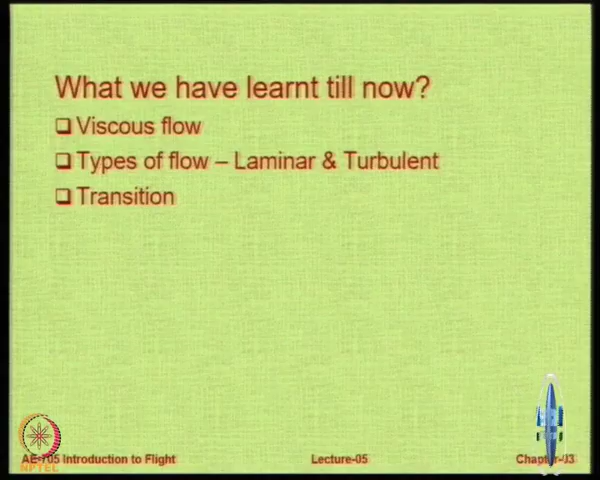 What we have learnt till now?
Viscous flow
Types of flow – Laminar & Turbulent
Transition
AE-705 Introduction to Flight
Lecture-05
Chapter-03
NPTEL